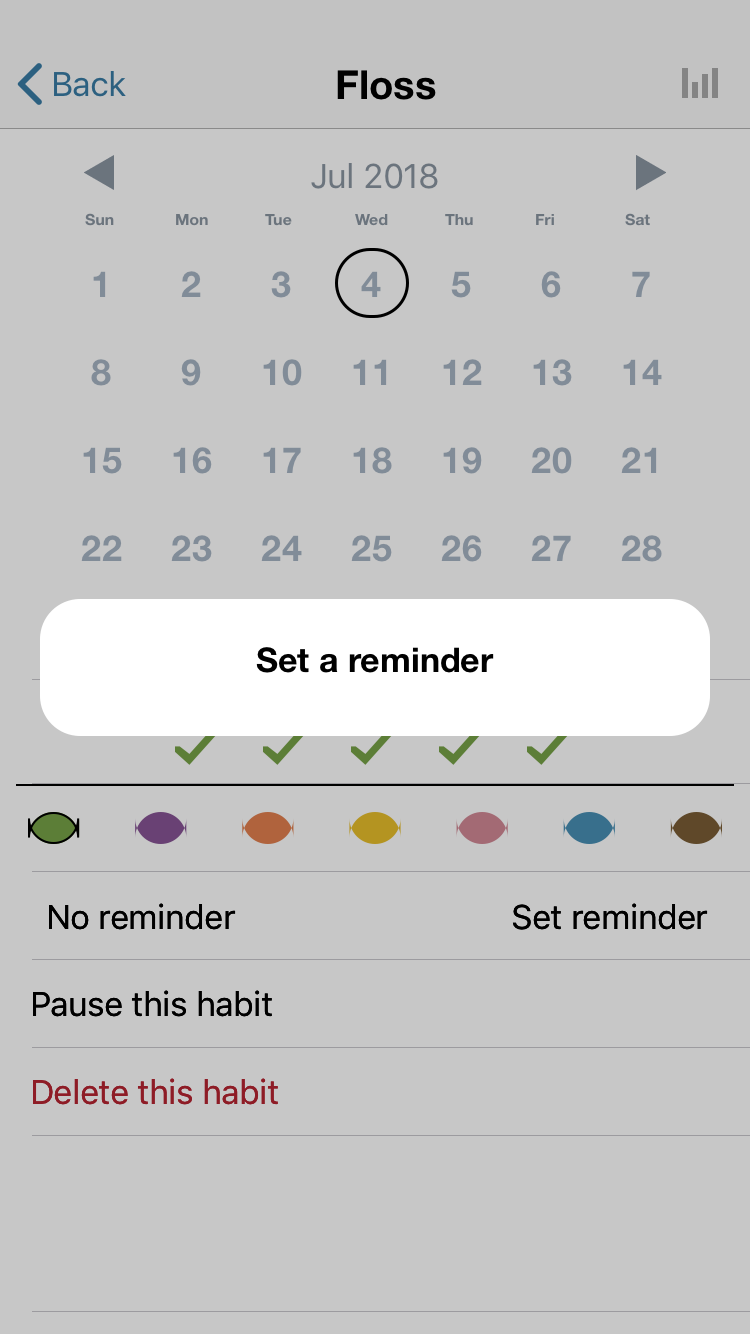 Back Floss
Jul 2018
Sun Mon Tue Wed Thu Fri Sat
1 2 3 4 5 6 7
8 9 10 11 12 13 14
15 16 17 18 19 20 21
22 23 24 25 26 27 28
Set a reminder
No reminder Set reminder
Pause this habit
Delete this habit